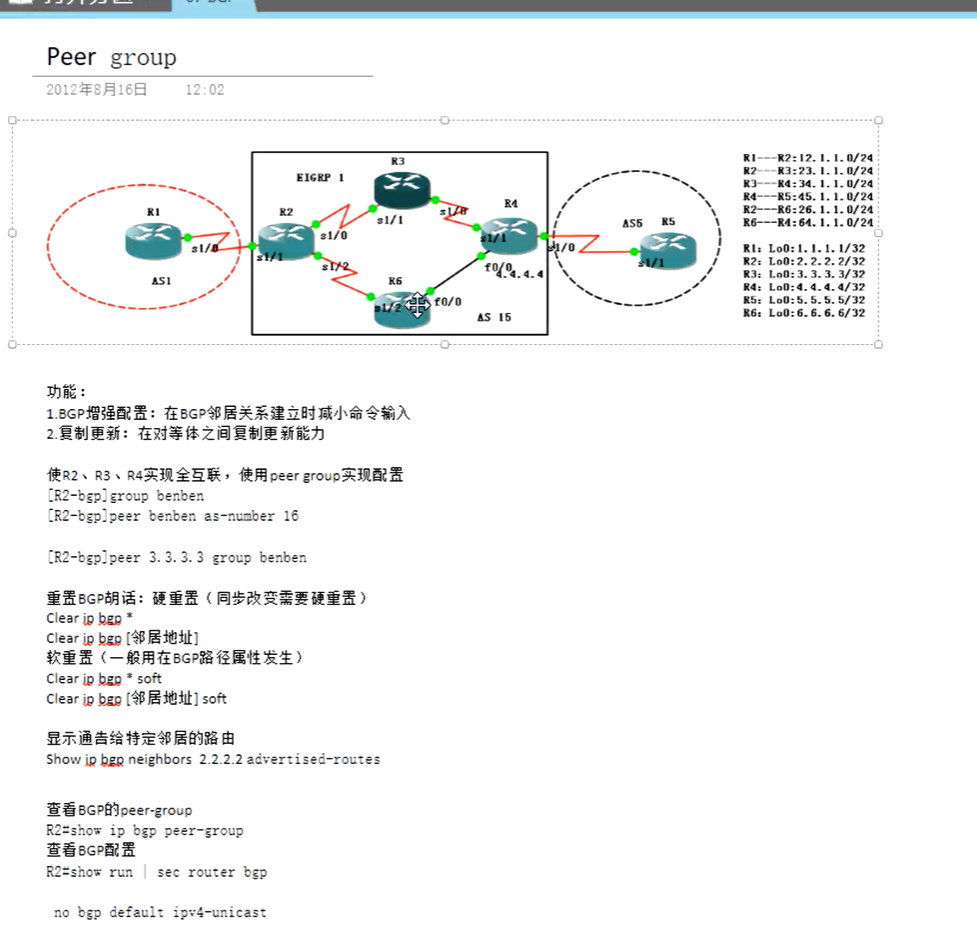 Peer group
2012年8月16日 12:02
R3
EIGRP 1
R1
R2
R4
AS5 R5
s1/0
s1/1
s1/0
s1/1
s1/0
s1/1
s1/0
s1/1
s1/2
R6
f0/0
4.4.4.4
s1/2
f0/0
AS1
AS 15
R1---R2:12.1.1.0/24
R2---R3:23.1.1.0/24
R3---R4:34.1.1.0/24
R4---R5:45.1.1.0/24
R2---R6:26.1.1.0/24
R6---R4:64.1.1.0/24
R1: Lo0:1.1.1.1/32
R2: Lo0:2.2.2.2/32
R3: Lo0:3.3.3.3/32
R4: Lo0:4.4.4.4/32
R5: Lo0:5.5.5.5/32
R6: Lo0:6.6.6.6/32
功能：
1.BGP增强配置：在BGP邻居关系建立时减小命令输入
2.复制更新：在对等体之间复制更新能力
使R2、R3、R4实现全互联，使用peer group实现配置
[R2-bgp]group benben
[R2-bgp]peer benben as-number 16
[R2-bgp]peer 3.3.3.3 group benben
重置BGP胡话：硬重置（同步改变需要硬重置）
Clear ip bgp *
Clear ip bgp [邻居地址]
软重置（一般用在BGP路径属性发生）
Clear ip bgp * soft
Clear ip bgp [邻居地址] soft
显示通告给特定邻居的路由
Show ip bgp neighbors 2.2.2.2 advertised-routes
查看BGP的peer-group
R2#show ip bgp peer-group
查看BGP配置
R2#show run | sec router bgp
no bgp default ipv4-unicast